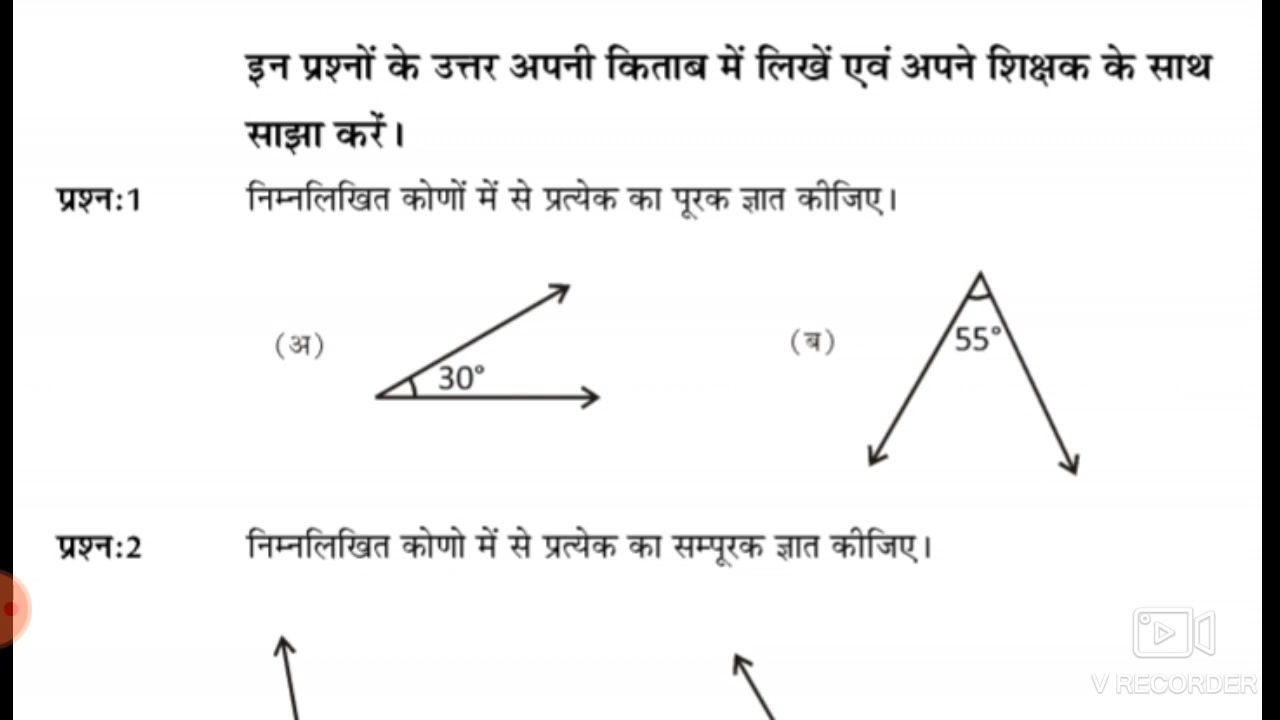 इन प्रश्नों के उत्तर अपनी किताब में लिखें एवं अपने शिक्षक के साथ
साझा करें।
प्रश्न:1 निम्नलिखित कोणों में से प्रत्येक का पूरक ज्ञात कीजिए।
(अ) 30° (ब) 55°
प्रश्न:2 निम्नलिखित कोणो में से प्रत्येक का सम्पूरक ज्ञात कीजिए।
V RECORDER